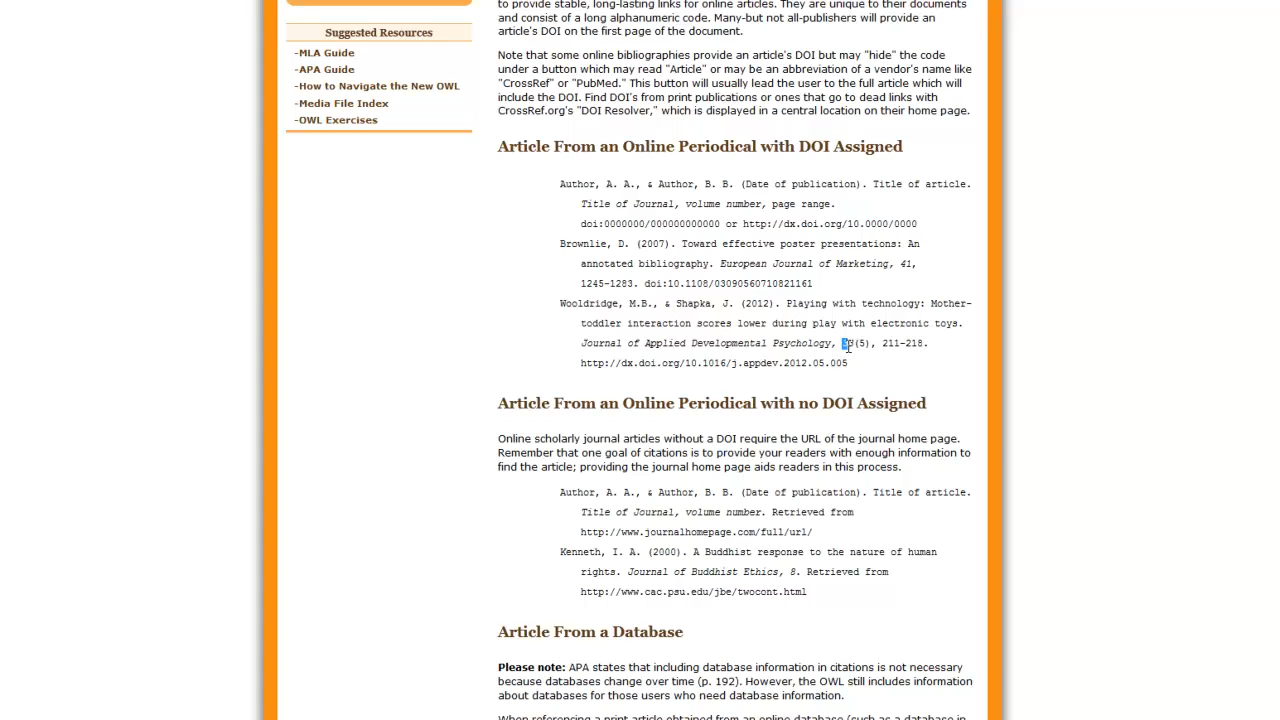 to provide stable, long-lasting links for online articles. They are unique to their documents
and consist of a long alphanumeric code. Many-but not all-publishers will provide an
article's DOI on the first page of the document.
Suggested Resources
-MLA Guide
-APA Guide
-How to Navigate the New OWL
-Media File Index
-OWL Exercises
Note that some online bibliographies provide an article's DOI but may "hide" the code
under a button which may read "Article" or may be an abbreviation of a vendor's name like
"CrossRef" or "PubMed." This button will usually lead the user to the full article which will
include the DOI. Find DOI's from print publications or ones that go to dead links with
CrossRef.org's "DOI Resolver," which is displayed in a central location on their home page.
Article From an Online Periodical with DOI Assigned
Author, A. A., & Author, B. B. (Date of publication). Title of article.
Title of Journal, volume number, page range.
doi:0000000/000000000000 or http://dx.doi.org/10.0000/0000
Brownlie, D. (2007). Toward effective poster presentations: An
annotated bibliography. European Journal of Marketing, 41,
1245-1283. doi:10.1108/03090560710821161
Wooldridge, M.B., & Shapka, J. (2012). Playing with technology: Mother-
toddler interaction scores lower during play with electronic toys.
Journal of Applied Developmental Psychology, 33(5), 211-218.
http://dx.doi.org/10.1016/j.appdev.2012.05.005
Article From an Online Periodical with no DOI Assigned
Online scholarly journal articles without a DOI require the URL of the journal home page.
Remember that one goal of citations is to provide your readers with enough information to
find the article; providing the journal home page aids readers in this process.
Author, A. A., & Author, B. B. (Date of publication). Title of article.
Title of Journal, volume number. Retrieved from
http://www.journalhomepage.com/full/url/
Kenneth, I. A. (2000). A Buddhist response to the nature of human
rights. Journal of Buddhist Ethics, 8. Retrieved from
http://www.cac.psu.edu/jbe/twocont.html
Article From a Database
Please note: APA states that including database information in citations is not necessary
because databases change over time (p. 192). However, the OWL still includes information
about databases for those users who need database information.
When referencing a print article obtained from an online database (such as a database in